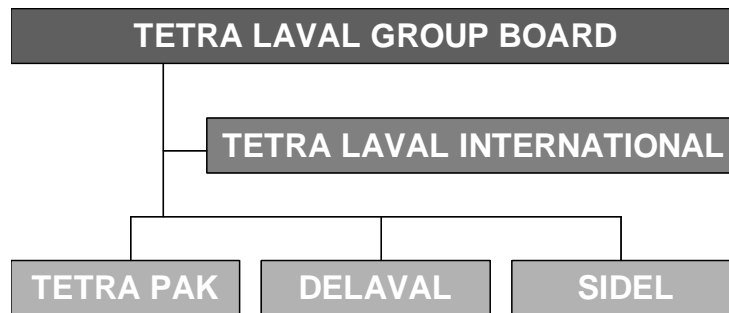 TETRA LAVAL GROUP BOARD
TETRA LAVAL INTERNATIONAL
TETRA PAK
DELAVAL
SIDEL